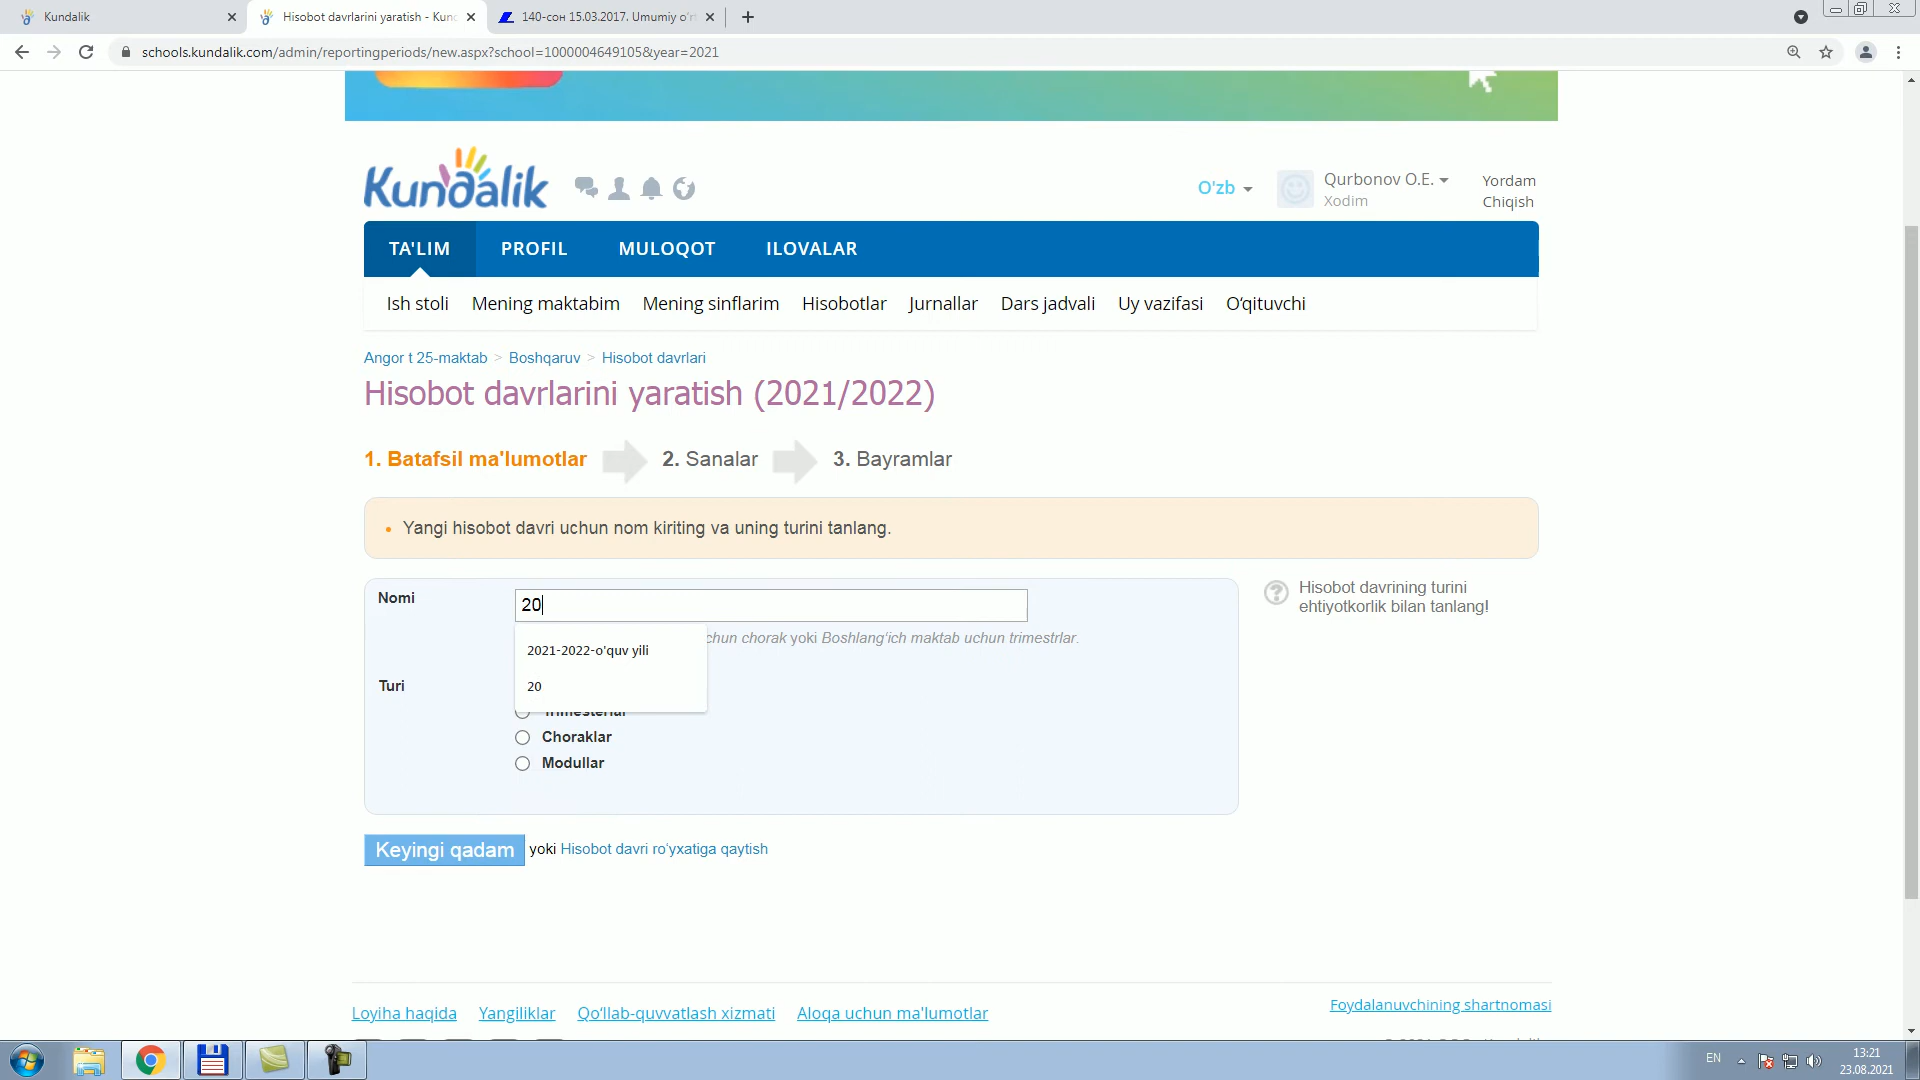 Kundalik
Hisobot davrlarini yaratish - Kund
140-сон 15.03.2017. Umumiy oʻrt
schools.kundalik.com/admin/reportingperiods/new.aspx?school=1000004649105&year=2021
Kundalik
O'zb
Qurbonov O.E.
Xodim
Yordam
Chiqish
TA'LIM PROFIL MULOQOT ILOVALAR
Ish stoli Mening maktabim Mening sinflarim Hisobotlar Jurnallar Dars jadvali Uy vazifasi O‘qituvchi
Angor t 25-maktab > Boshqaruv > Hisobot davrlari
Hisobot davrlarini yaratish (2021/2022)
1. Batafsil ma'lumotlar 2. Sanalar 3. Bayramlar
Yangi hisobot davri uchun nom kiriting va uning turini tanlang.
Nomi
20
chun chorak yoki Boshlang‘ich maktab uchun trimestrlar.
2021-2022-o'quv yili
20
Turi
Trimesterlar
Choraklar
Modullar
Hisobot davrining turini
ehtiyotkorlik bilan tanlang!
Keyingi qadam yoki Hisobot davri ro‘yxatiga qaytish
Loyiha haqida Yangiliklar Qo‘llab-quvvatlash xizmati Aloqa uchun ma'lumotlar
Foydalanuvchining shartnomasi
EN
13:21
23.08.2021